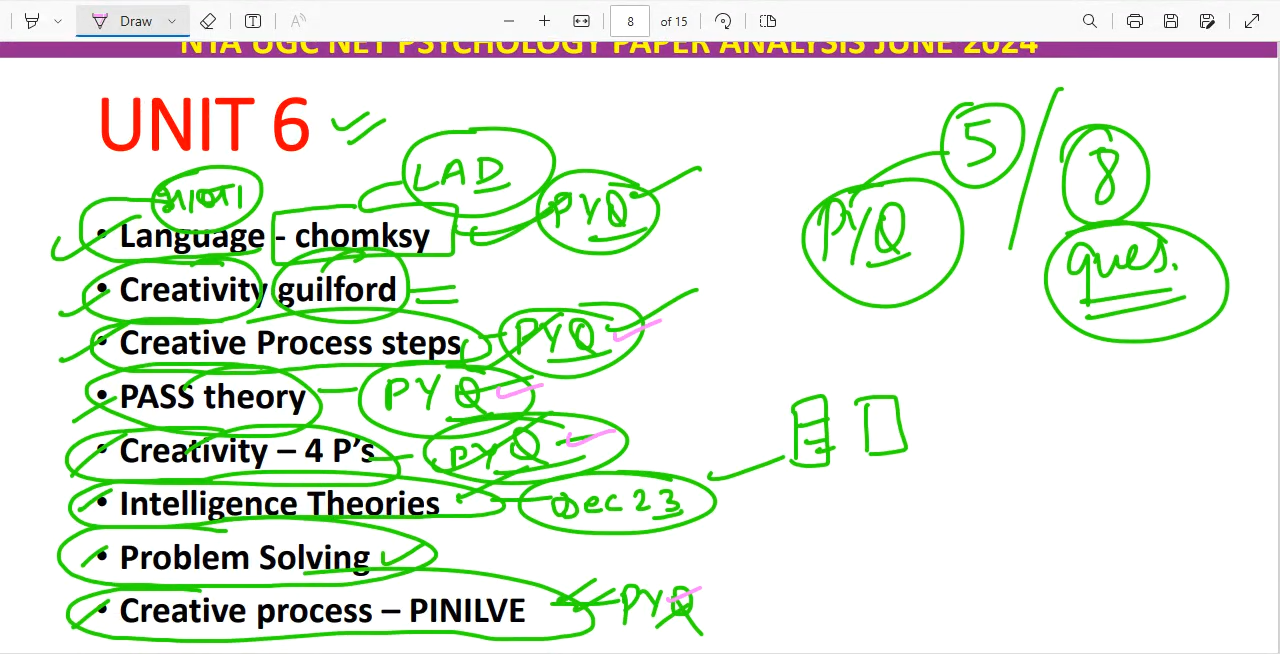 Draw
8 of 15
NTA UGC NET PSYCHOLOGY PAPER ANALYSIS JUNE 2024
UNIT 6
5 / 8
PYQ
ques.
LAD
• Language - chomksy PYQ
• Creativity guilford
• Creative Process steps PYQ
• PASS theory PYQ
• Creativity – 4 P's PYQ
• Intelligence Theories Dec 23
• Problem Solving
• Creative process – PINILVE PYQ